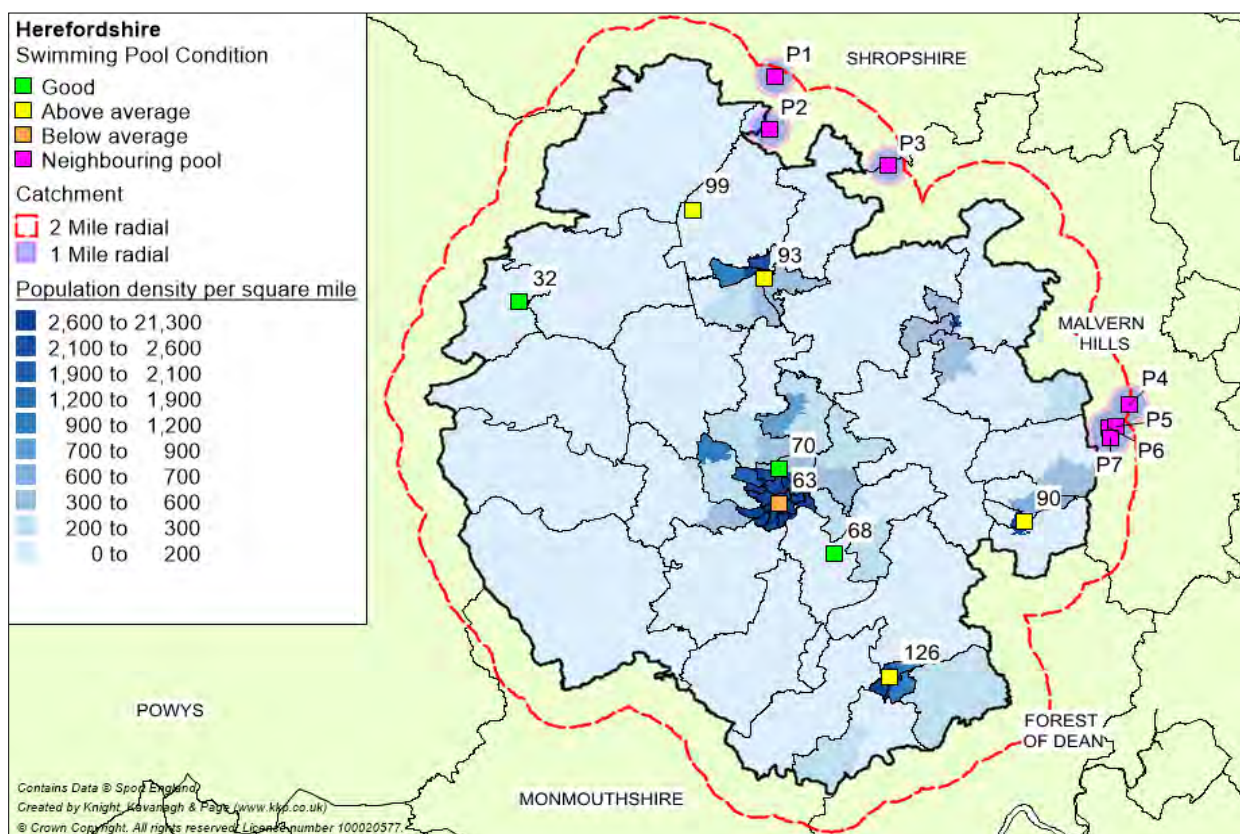 Herefordshire
Swimming Pool Condition
Good
Above average
Below average
Neighbouring pool
Catchment
2 Mile radial
1 Mile radial
Population density per square mile
2,600 to 21,300
2,100 to 2,600
1,900 to 2,100
1,200 to 1,900
900 to 1,200
700 to 900
600 to 700
300 to 600
200 to 300
0 to 200
P1
SHROPSHIRE
P2
P3
99
93
32
MALVERN
HILLS
P4
P5
P6
P7
70
63
90
68
126
POWYS
FOREST
OF DEAN
MONMOUTHSHIRE
Contains Data © Sport England
Created by Knight, Kavanagh & Page (www.kkp.co.uk)
© Crown Copyright. All rights reserved. Licence number 100020577.